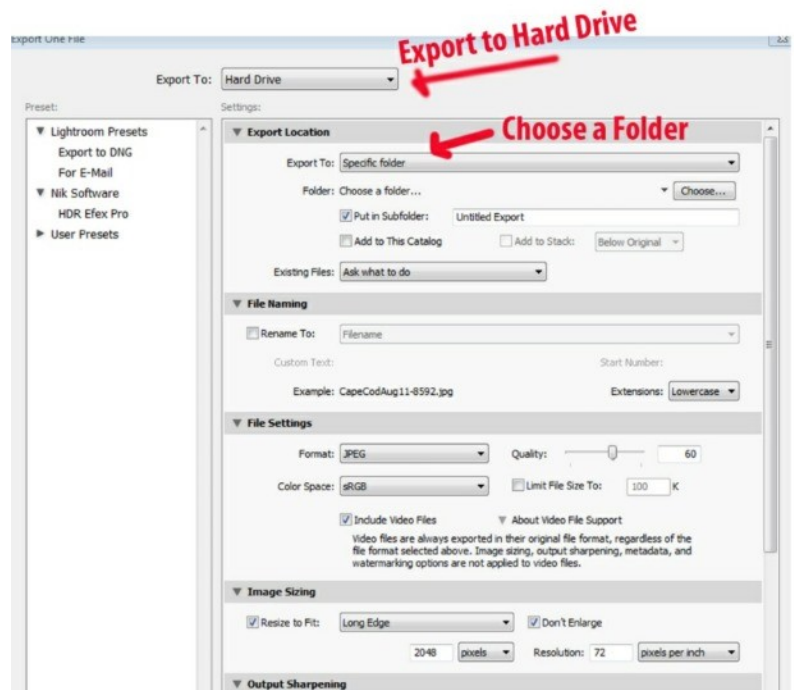 Export One File
Export to Hard Drive
Export To: Hard Drive
Preset:
Settings:
Lightroom Presets
Export to DNG
For E-Mail
Nik Software
HDR Efex Pro
User Presets
Export Location
Choose a Folder
Export To: Specific folder
Folder: Choose a folder... Choose...
Put in Subfolder: Untitled Export
Add to This Catalog Add to Stack: Below Original
Existing Files: Ask what to do
File Naming
Rename To: Filename
Custom Text: Start Number:
Example: CapeCodAug11-8592.jpg Extensions: Lowercase
File Settings
Format: JPEG Quality: 60
Color Space: sRGB Limit File Size To: 100 K
Include Video Files About Video File Support
Video files are always exported in their original file format, regardless of the
file format selected above. Image sizing, output sharpening, metadata, and
watermarking options are not applied to video files.
Image Sizing
Resize to Fit: Long Edge Don't Enlarge
2048 pixels Resolution: 72 pixels per inch
Output Sharpening